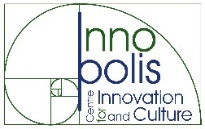 Inno
polis
Centre
for
Innovation
and Culture